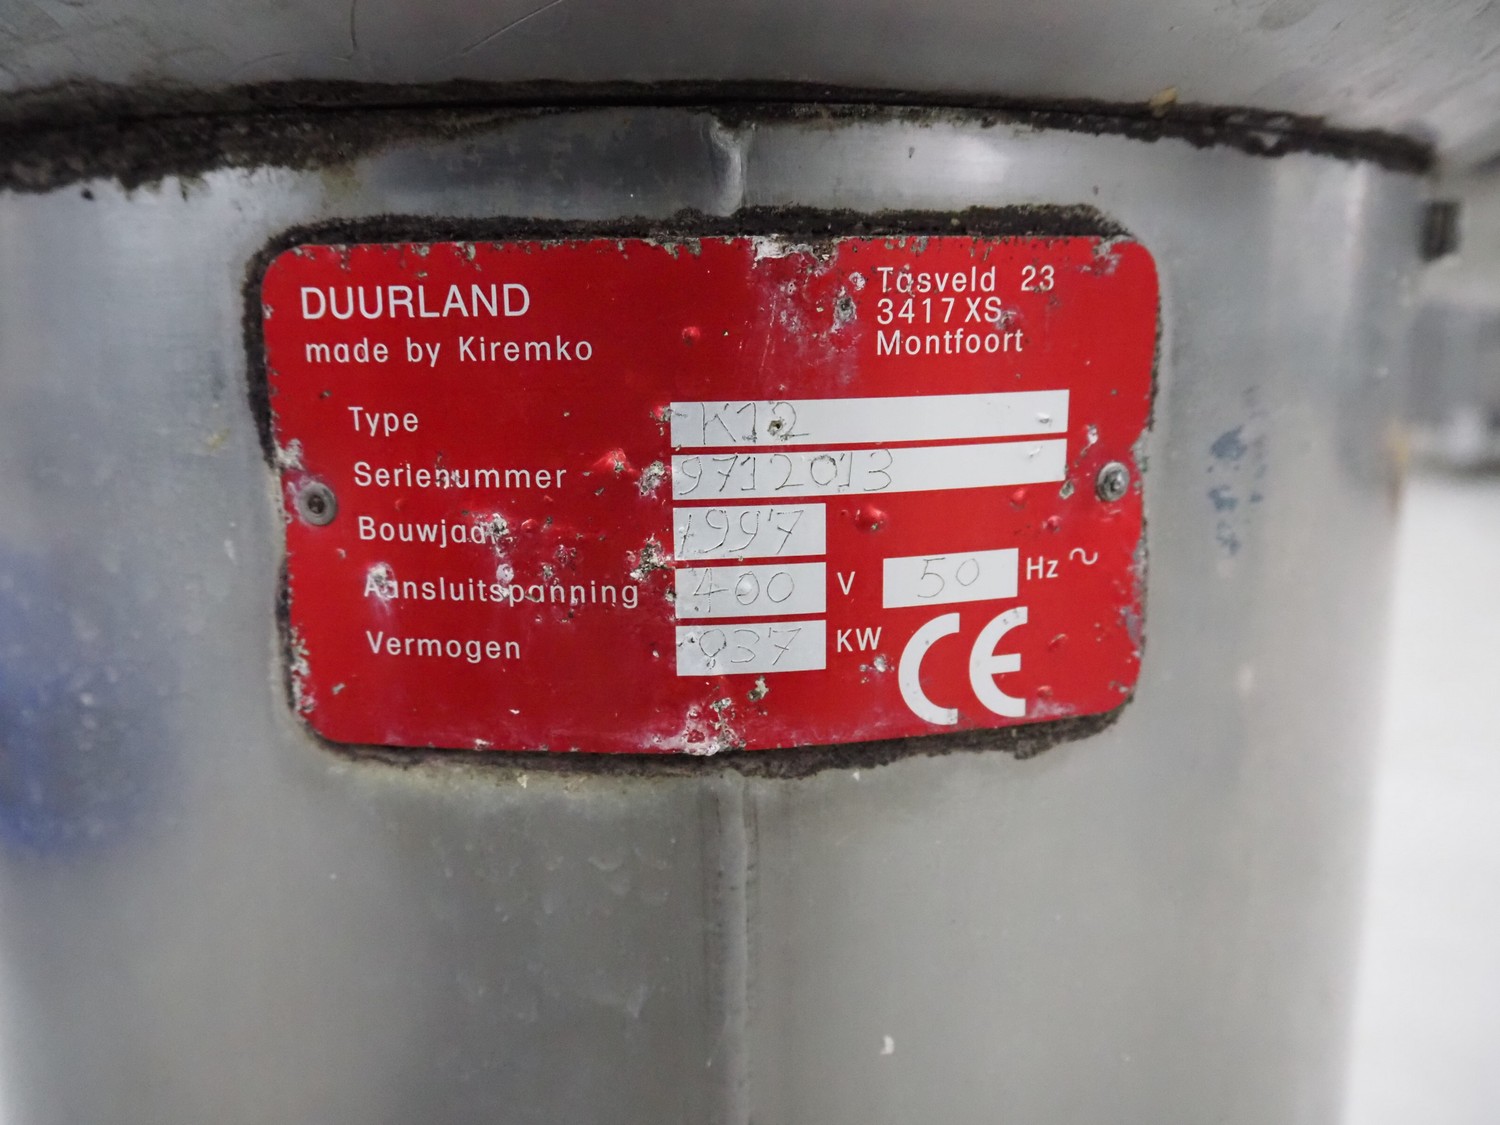 DUURLAND
made by Kiremko
Tasveld 23
3417 XS
Montfoort
Type K12
Serienummer 9712013
Bouwjaar 1997
Aansluitspanning 400 V 50 Hz ~
Vermogen 037 KW
CE